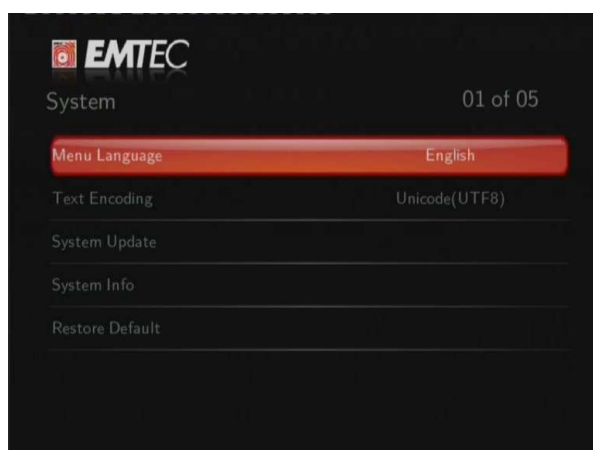 EMTEC
System 01 of 05
Menu Language English
Text Encoding Unicode(UTF8)
System Update
System Info
Restore Default